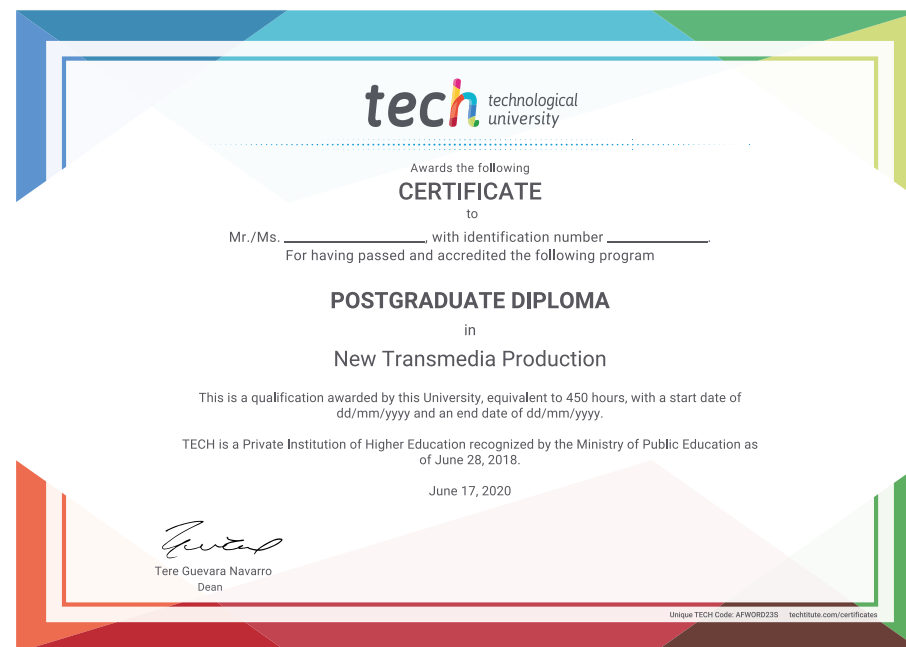 tech technological
university
Awards the following
CERTIFICATE
to
Mr./Ms. ____________________, with identification number ______________.
For having passed and accredited the following program
POSTGRADUATE DIPLOMA
in
New Transmedia Production
This is a qualification awarded by this University, equivalent to 450 hours, with a start date of
dd/mm/yyyy and an end date of dd/mm/yyyy.
TECH is a Private Institution of Higher Education recognized by the Ministry of Public Education as
of June 28, 2018.
June 17, 2020
Tere Guevara Navarro
Dean
Unique TECH Code: AFWORD23S techtitute.com/certificates